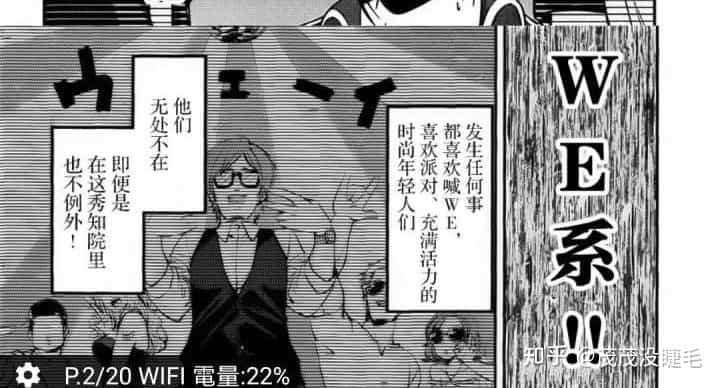 WE系!!
ウェーイ
发生任何事
都喜欢喊WE，
喜欢派对、充满活力的
时尚年轻人们
他们
无处不在
即便是
在这秀知院里
也不例外！
知乎 @茂茂没睫毛
P.2/20 WIFI 電量:22%